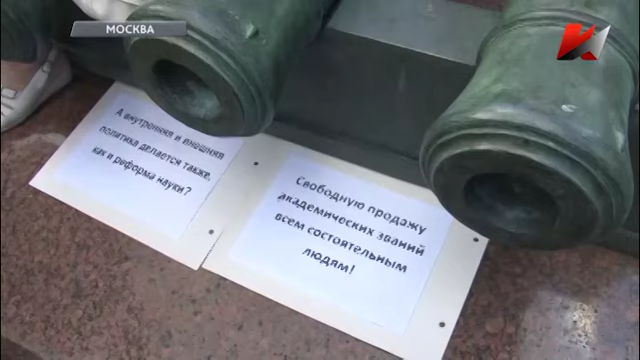 МОСКВА
К
А внутренняя и внешняя
политика делается также,
как и реформа науки?
Свободную продажу
академических званий
всем состоятельным
людям!